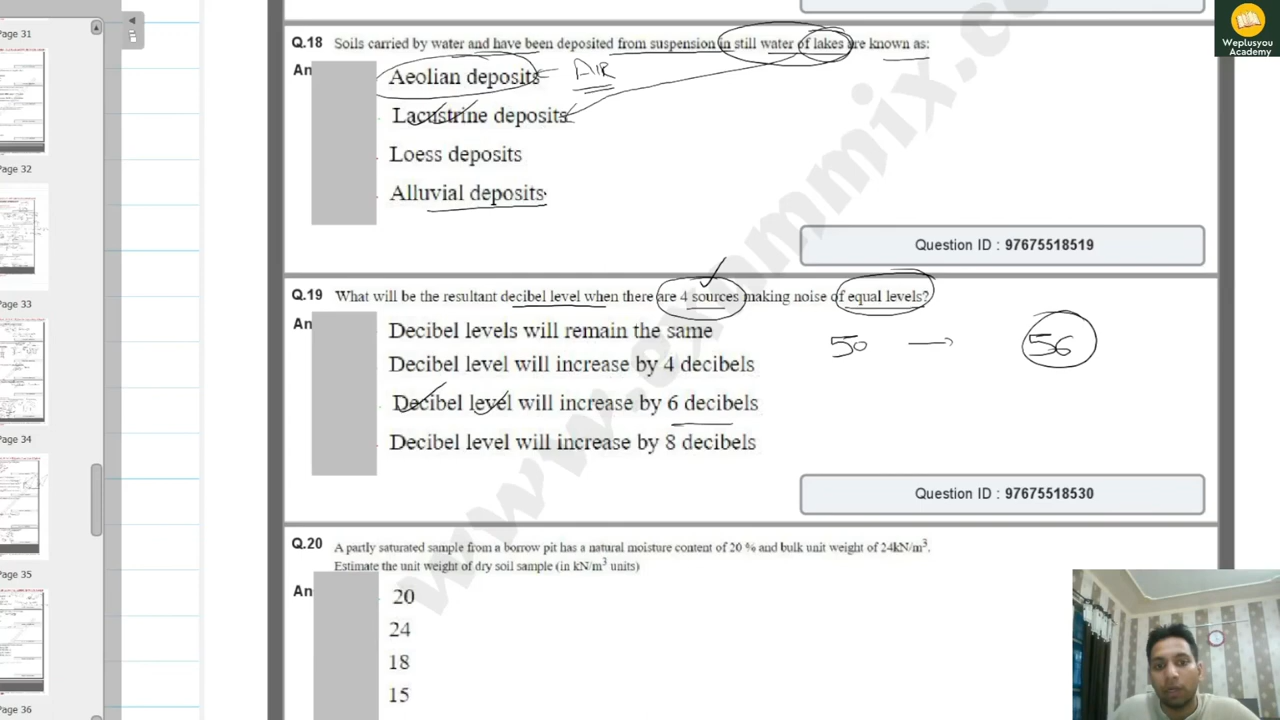 Page 31
Page 32
Page 33
Page 34
Page 35
Page 36
Weplusyou
Academy
Q.18 Soils carried by water and have been deposited from suspension in still water of lakes are known as:
An
Aeolian deposits AIR
Lacustrine deposits
Loess deposits
Alluvial deposits
Question ID : 97675518519
Q.19 What will be the resultant decibel level when there are 4 sources making noise of equal levels?
An
Decibel levels will remain the same
50 → 56
Decibel level will increase by 4 decibels
Decibel level will increase by 6 decibels
Decibel level will increase by 8 decibels
Question ID : 97675518530
Q.20 A partly saturated sample from a borrow pit has a natural moisture content of 20 % and bulk unit weight of 24kN/m³.
Estimate the unit weight of dry soil sample (in kN/m³ units)
An
20
24
18
15
www.exammix.com